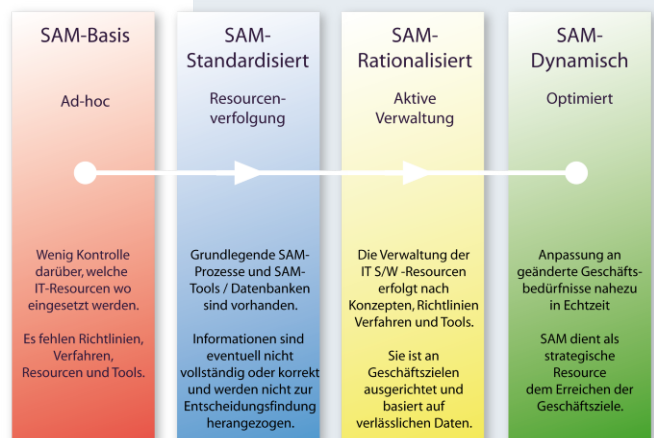 SAM-Basis
Ad-hoc
Wenig Kontrolle
darüber, welche
IT-Resourcen wo
eingesetzt werden.
Es fehlen Richtlinien,
Verfahren,
Resourcen und Tools.
SAM-
Standardisiert
Resourcen-
verfolgung
Grundlegende SAM-
Prozesse und SAM-
Tools / Datenbanken
sind vorhanden.
Informationen sind
eventuell nicht
vollständig oder korrekt
und werden nicht zur
Entscheidungsfindung
herangezogen.
SAM-
Rationalisiert
Aktive
Verwaltung
Die Verwaltung der
IT S/W -Resourcen
erfolgt nach
Konzepten, Richtlinien
Verfahren und Tools.
Sie ist an
Geschäftszielen
ausgerichtet und
basiert auf
verlässlichen Daten.
SAM-
Dynamisch
Optimiert
Anpassung an
geänderte Geschäfts-
bedürfnisse nahezu
in Echtzeit
SAM dient als
strategische
Resource
dem Erreichen der
Geschäftsziele.